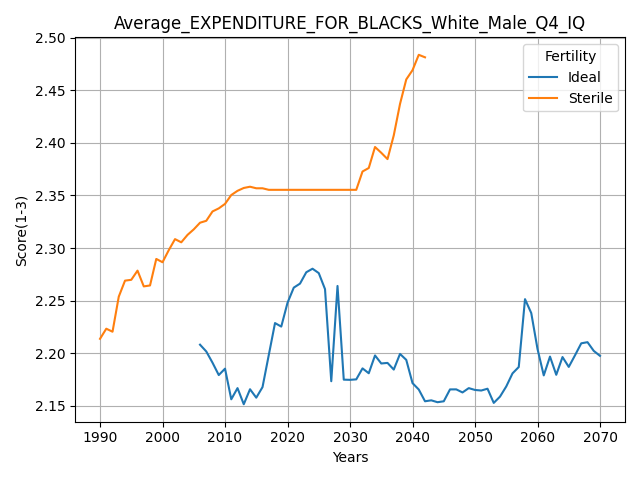 Average_EXPENDITURE_FOR_BLACKS_White_Male_Q4_IQ
2.50
2.45
2.40
2.35
2.30
2.25
2.20
2.15
Score(1-3)
Fertility
Ideal
Sterile
1990 2000 2010 2020 2030 2040 2050 2060 2070
Years